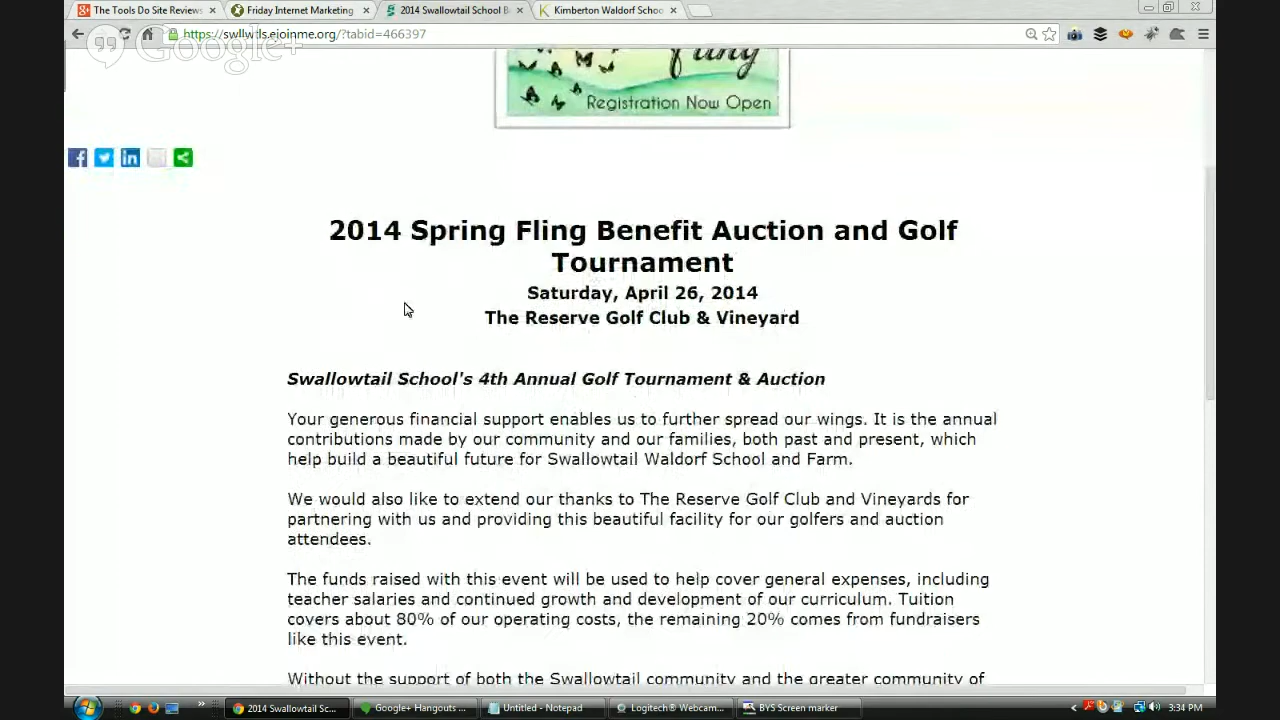 The Tools Do Site Reviews
Friday Internet Marketing
2014 Swallowtail School B
Kimberton Waldorf Schoo
https://swllwtls.ejoinme.org/?tabid=466397
Google+
fling
Registration Now Open
2014 Spring Fling Benefit Auction and Golf
Tournament
Saturday, April 26, 2014
The Reserve Golf Club & Vineyard
Swallowtail School's 4th Annual Golf Tournament & Auction
Your generous financial support enables us to further spread our wings. It is the annual
contributions made by our community and our families, both past and present, which
help build a beautiful future for Swallowtail Waldorf School and Farm.
We would also like to extend our thanks to The Reserve Golf Club and Vineyards for
partnering with us and providing this beautiful facility for our golfers and auction
attendees.
The funds raised with this event will be used to help cover general expenses, including
teacher salaries and continued growth and development of our curriculum. Tuition
covers about 80% of our operating costs, the remaining 20% comes from fundraisers
like this event.
Without the support of both the Swallowtail community and the greater community of
2014 Swallowtail Sc...
Google+ Hangouts ...
Untitled - Notepad
Logitech® Webcam...
BYS Screen marker
3:34 PM